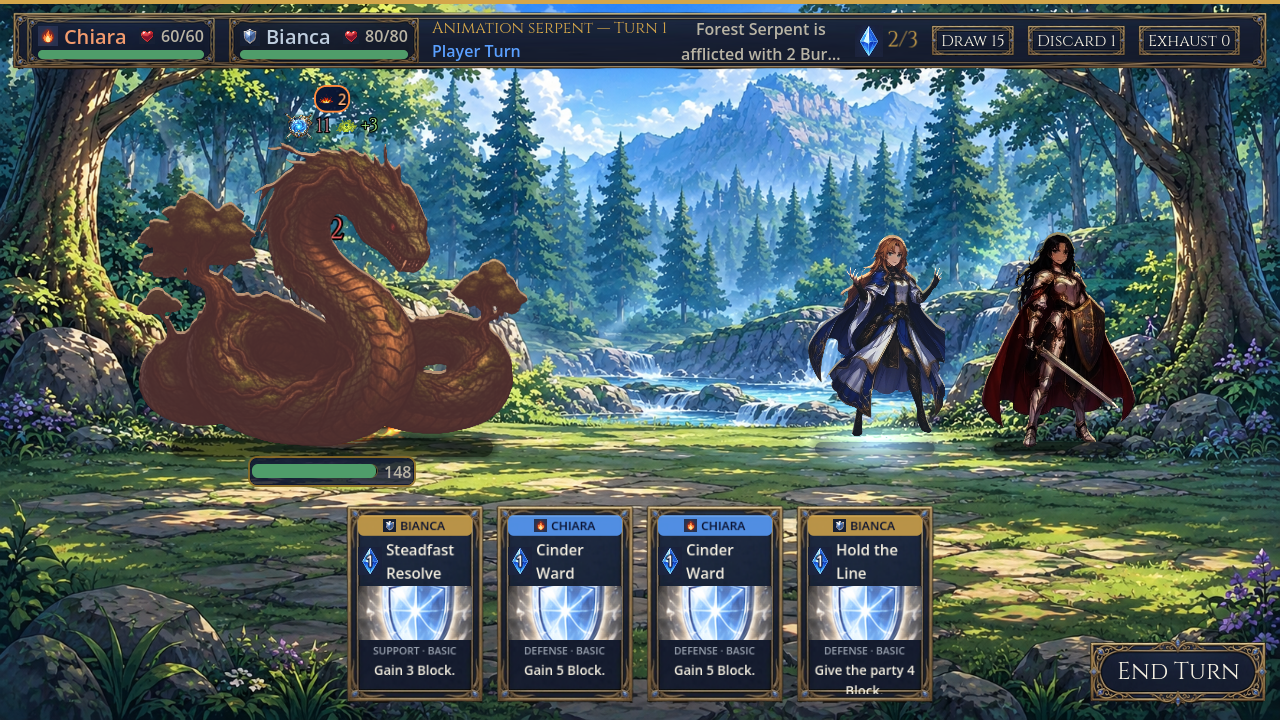 Chiara 60/60
Bianca 80/80
ANIMATION SERPENT — TURN 1
Player Turn
Forest Serpent is
afflicted with 2 Bur...
2/3
DRAW 15
DISCARD 1
EXHAUST 0
2
11 +3
2
148
BIANCA
1
Steadfast
Resolve
SUPPORT · BASIC
Gain 3 Block.
CHIARA
1
Cinder
Ward
DEFENSE · BASIC
Gain 5 Block.
CHIARA
1
Cinder
Ward
DEFENSE · BASIC
Gain 5 Block.
BIANCA
1
Hold the
Line
DEFENSE · BASIC
Give the party 4
Block.
END TURN